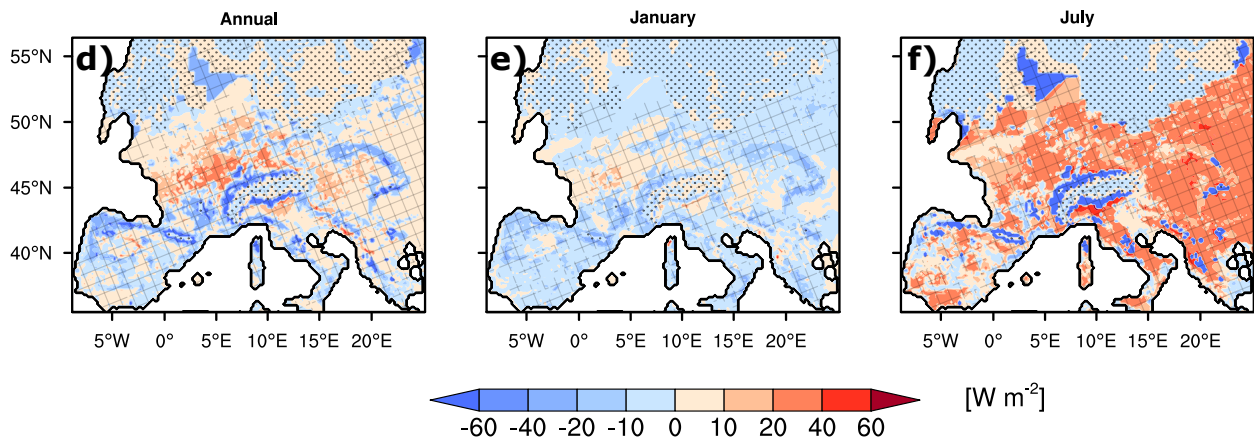 Annual January July
d) e) f)
55°N
50°N
45°N
40°N
5°W 0° 5°E 10°E 15°E 20°E 5°W 0° 5°E 10°E 15°E 20°E 5°W 0° 5°E 10°E 15°E 20°E
[W m⁻²]
-60 -40 -20 -10 0 10 20 40 60